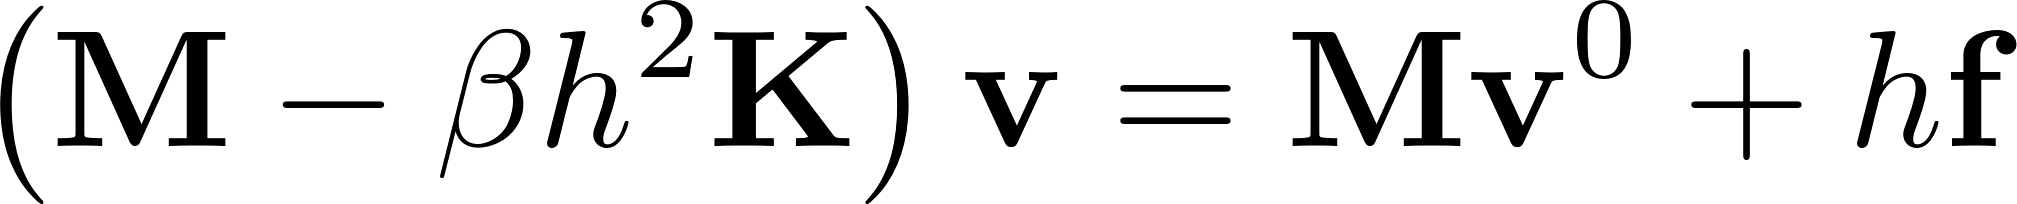 (𝐌 − βh²𝐊) 𝐯 = 𝐌𝐯⁰ + h𝐟